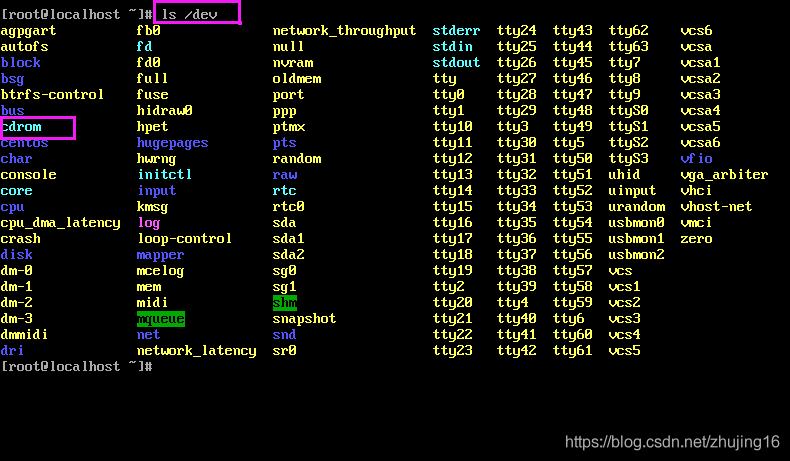 [root@localhost ~]# ls /dev
agpgart fb0 network_throughput stderr tty24 tty43 tty62 vcs6
autofs fd null stdin tty25 tty44 tty63 vcsa
block fd0 nvram stdout tty26 tty45 tty7 vcsa1
bsg full oldmem tty tty27 tty46 tty8 vcsa2
btrfs-control fuse port tty0 tty28 tty47 tty9 vcsa3
bus hidraw0 ppp tty1 tty29 tty48 ttyS0 vcsa4
cdrom hpet ptmx tty10 tty3 tty49 ttyS1 vcsa5
centos hugepages pts tty11 tty30 tty5 ttyS2 vcsa6
char hwrng random tty12 tty31 tty50 ttyS3 vfio
console initctl raw tty13 tty32 tty51 uhid vga_arbiter
core input rtc tty14 tty33 tty52 uinput vhci
cpu kmsg rtc0 tty15 tty34 tty53 urandom vhost-net
cpu_dma_latency log sda tty16 tty35 tty54 usbmon0 vmci
crash loop-control sda1 tty17 tty36 tty55 usbmon1 zero
disk mapper sda2 tty18 tty37 tty56 usbmon2
dm-0 mcelog sg0 tty19 tty38 tty57 vcs
dm-1 mem sg1 tty2 tty39 tty58 vcs1
dm-2 midi shm tty20 tty4 tty59 vcs2
dm-3 mqueue snapshot tty21 tty40 tty6 vcs3
dmmidi net snd tty22 tty41 tty60 vcs4
dri network_latency sr0 tty23 tty42 tty61 vcs5
[root@localhost ~]#
https://blog.csdn.net/zhujing16